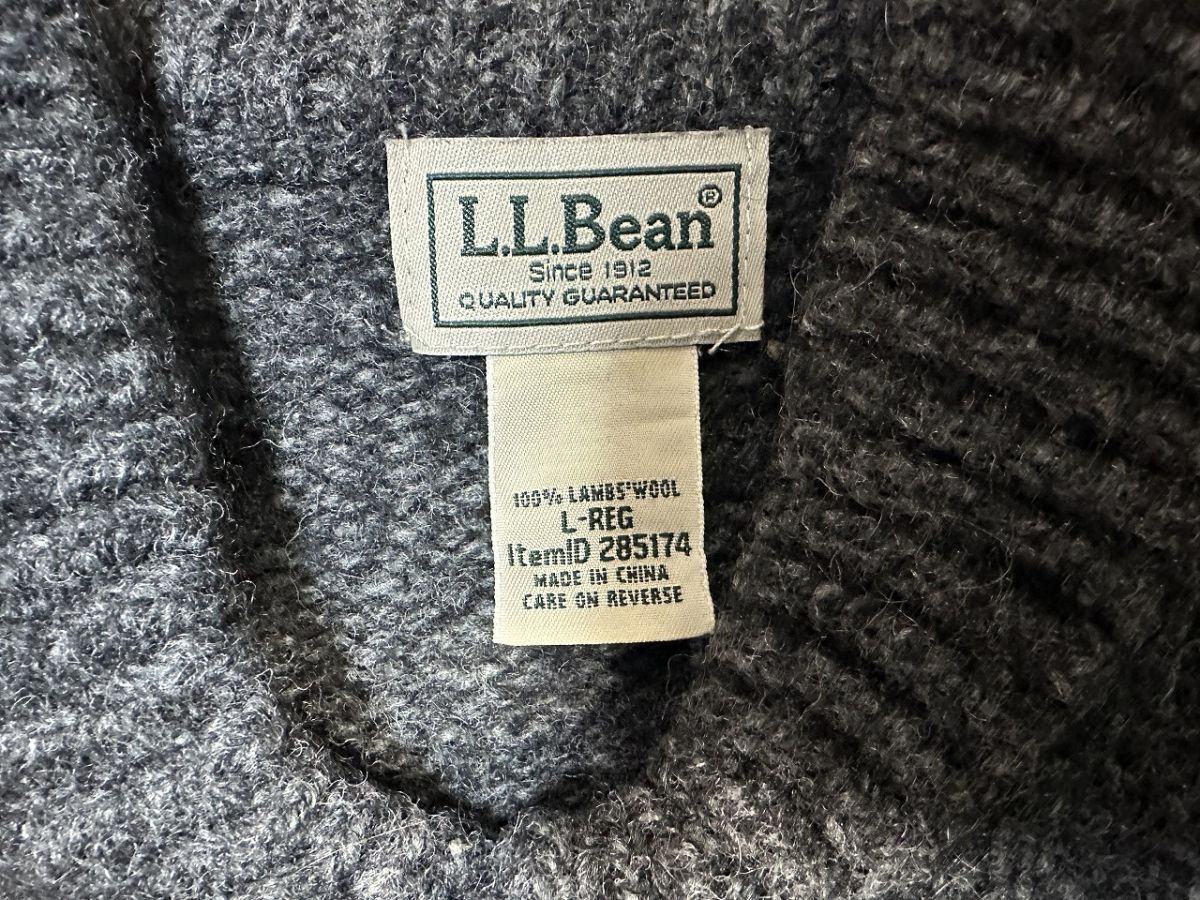 L.L.Bean®
Since 1912
QUALITY GUARANTEED
100% LAMBS'WOOL
L-REG
ItemID 285174
MADE IN CHINA
CARE ON REVERSE